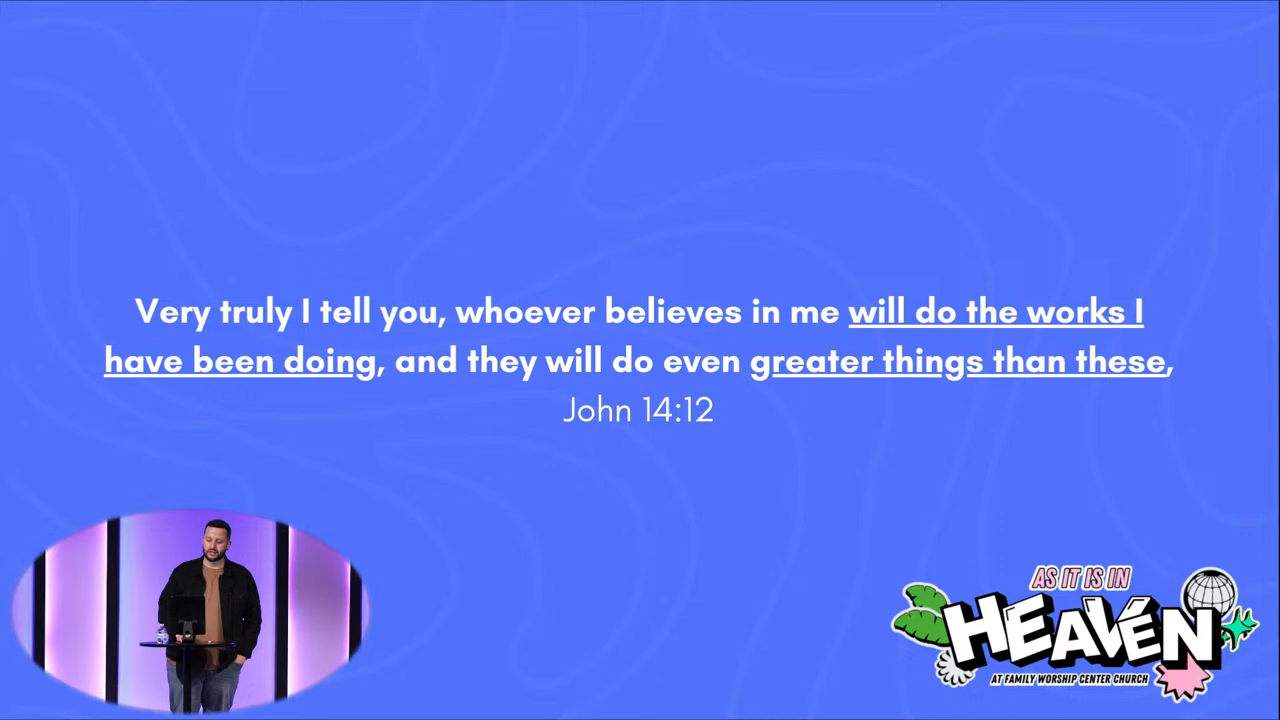 Very truly I tell you, whoever believes in me will do the works I
have been doing, and they will do even greater things than these,
John 14:12
AS IT IS IN
HEAVEN
AT FAMILY WORSHIP CENTER CHURCH